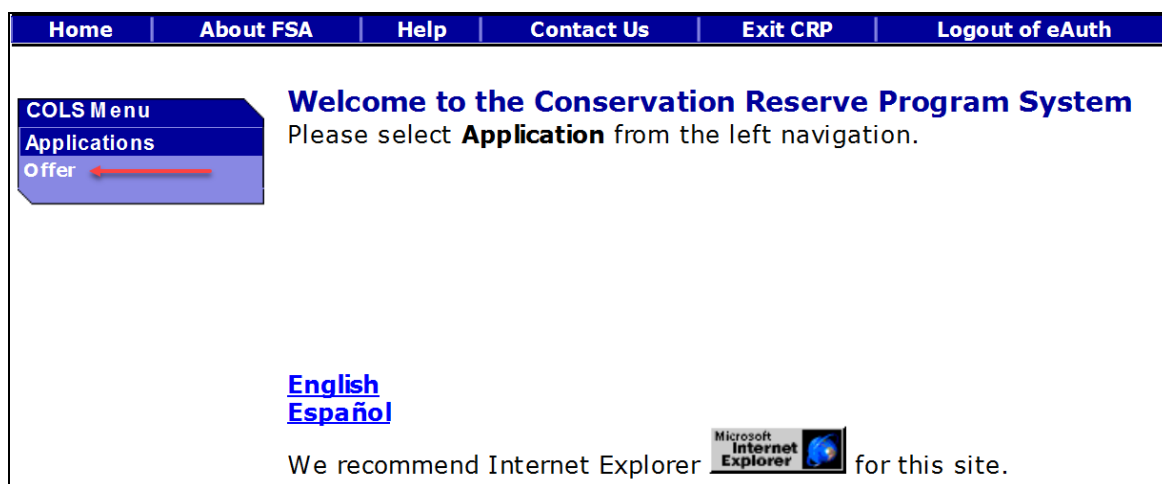 Home About FSA Help Contact Us Exit CRP Logout of eAuth
COLS Menu
Applications
Offer
Welcome to the Conservation Reserve Program System
Please select Application from the left navigation.
English
Español
We recommend Internet Explorer Microsoft Internet Explorer for this site.